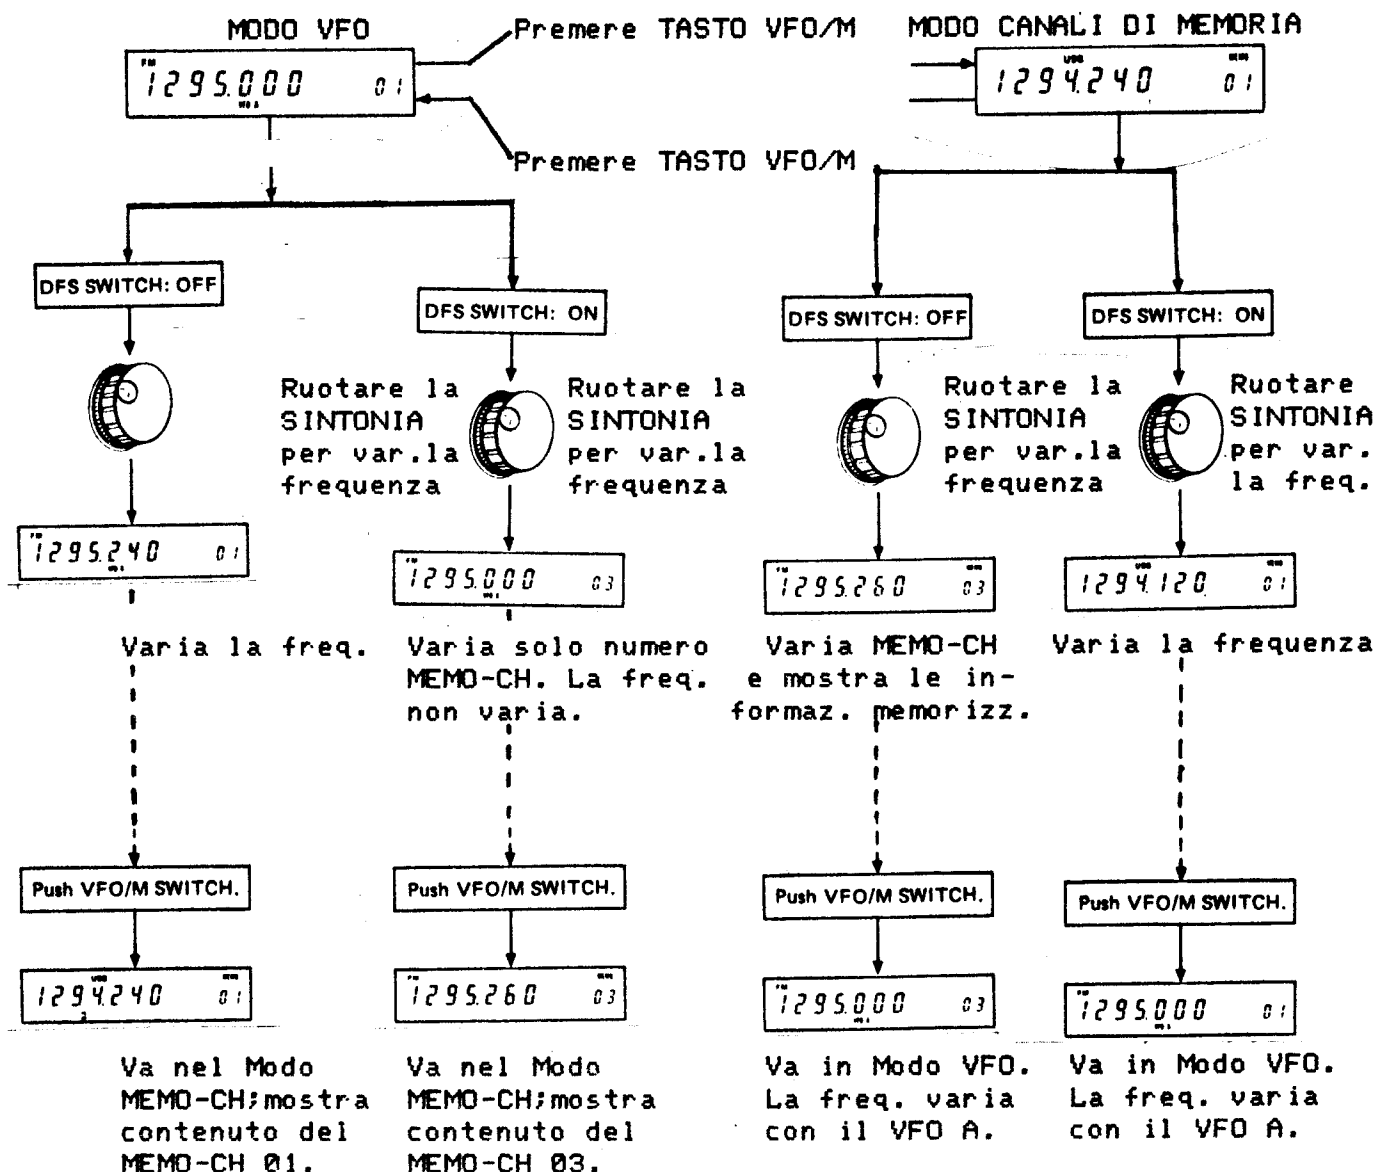 MODO VFO
Premere TASTO VFO/M
MODO CANALI DI MEMORIA
FM
1295.000 01
VFO A
USB MEMO
1294.240 01
Premere TASTO VFO/M
DFS SWITCH: OFF
DFS SWITCH: ON
DFS SWITCH: OFF
DFS SWITCH: ON
Ruotare la
SINTONIA
per var.la
frequenza
Ruotare la
SINTONIA
per var.la
frequenza
Ruotare la
SINTONIA
per var.la
frequenza
Ruotare
SINTONIA
per var.
la freq.
FM
1295.240 01
FM
1295.000 03
FM
1295.260 03
1294.120 01
Varia la freq.
Varia solo numero
MEMO-CH. La freq.
non varia.
Varia MEMO-CH
e mostra le in-
formaz. memorizz.
Varia la frequenza
Push VFO/M SWITCH.
Push VFO/M SWITCH.
Push VFO/M SWITCH.
Push VFO/M SWITCH.
1294.240 01
1295.260 03
1295.000 03
1295.000 01
Va nel Modo
MEMO-CH;mostra
contenuto del
MEMO-CH 01.
Va nel Modo
MEMO-CH;mostra
contenuto del
MEMO-CH 03.
Va in Modo VFO.
La freq. varia
con il VFO A.
Va in Modo VFO.
La freq. varia
con il VFO A.